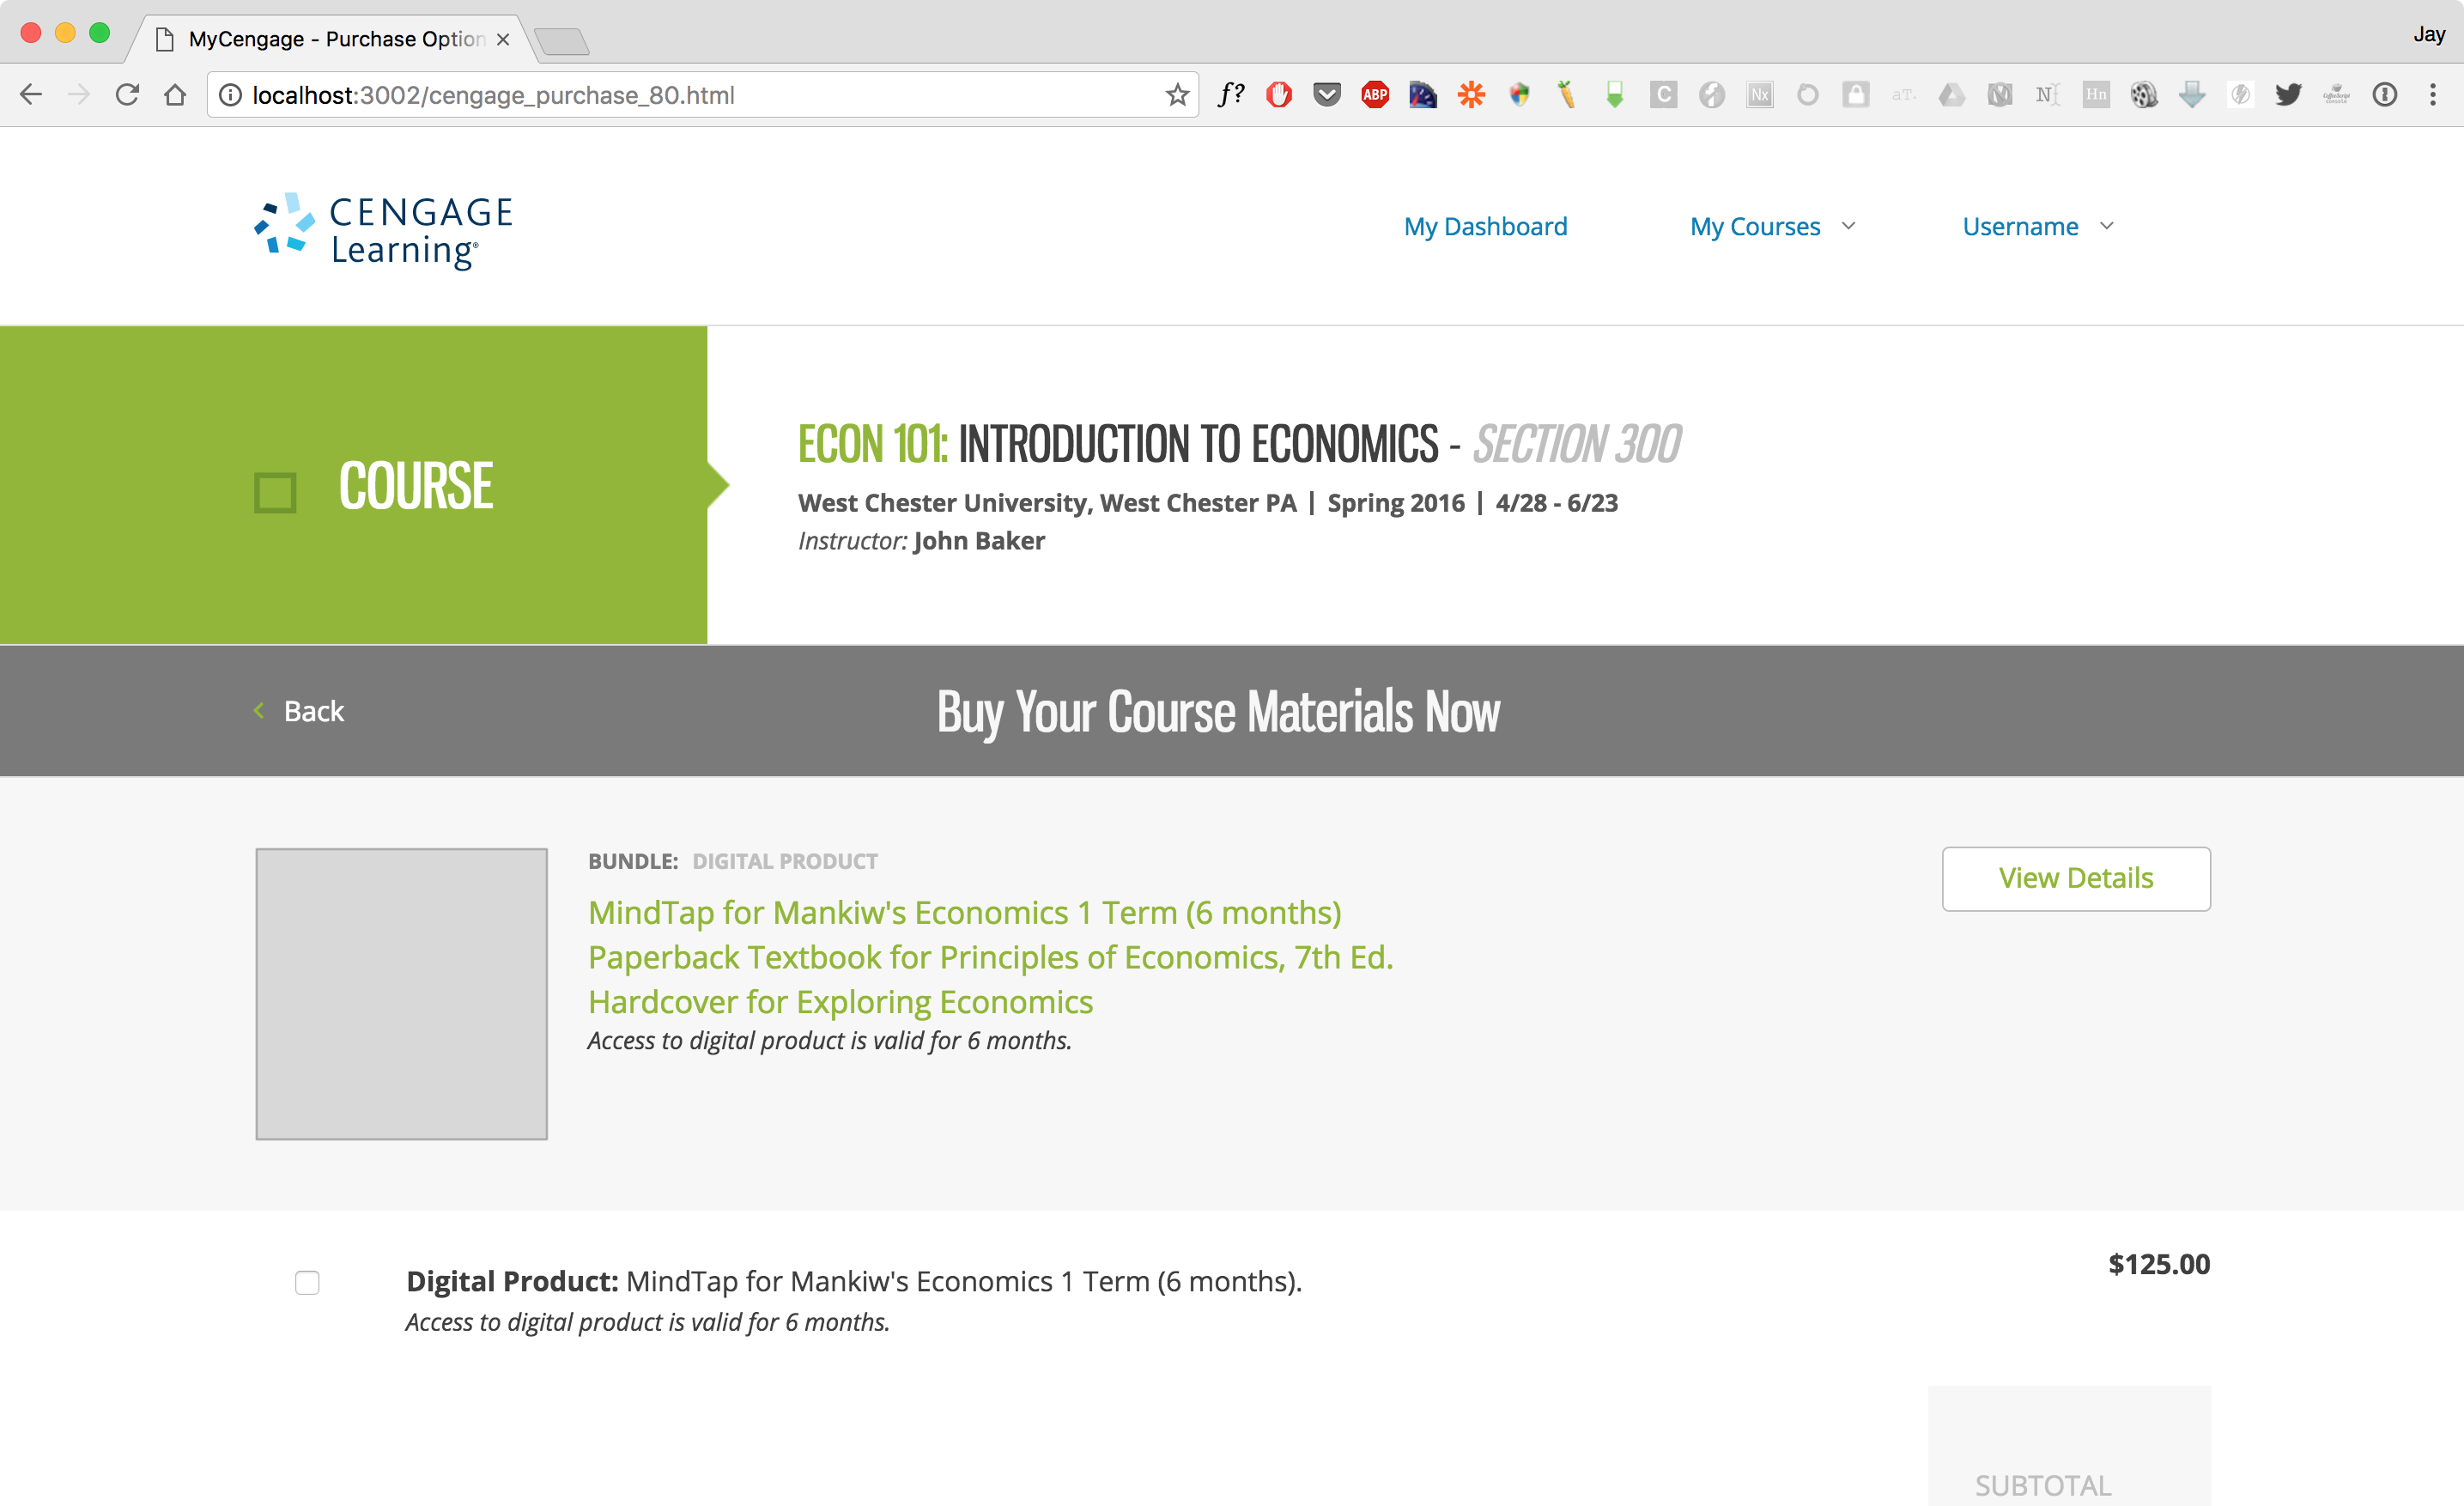 MyCengage - Purchase Option
Jay
localhost:3002/cengage_purchase_80.html
f?
ABP
C
Nx
aT.
N
Hn
CENGAGE
Learning
My Dashboard
My Courses
Username
COURSE
ECON 101: INTRODUCTION TO ECONOMICS - SECTION 300
West Chester University, West Chester PA | Spring 2016 | 4/28 - 6/23
Instructor: John Baker
Back
Buy Your Course Materials Now
BUNDLE: DIGITAL PRODUCT
View Details
MindTap for Mankiw's Economics 1 Term (6 months)
Paperback Textbook for Principles of Economics, 7th Ed.
Hardcover for Exploring Economics
Access to digital product is valid for 6 months.
Digital Product: MindTap for Mankiw's Economics 1 Term (6 months).
$125.00
Access to digital product is valid for 6 months.
SUBTOTAL